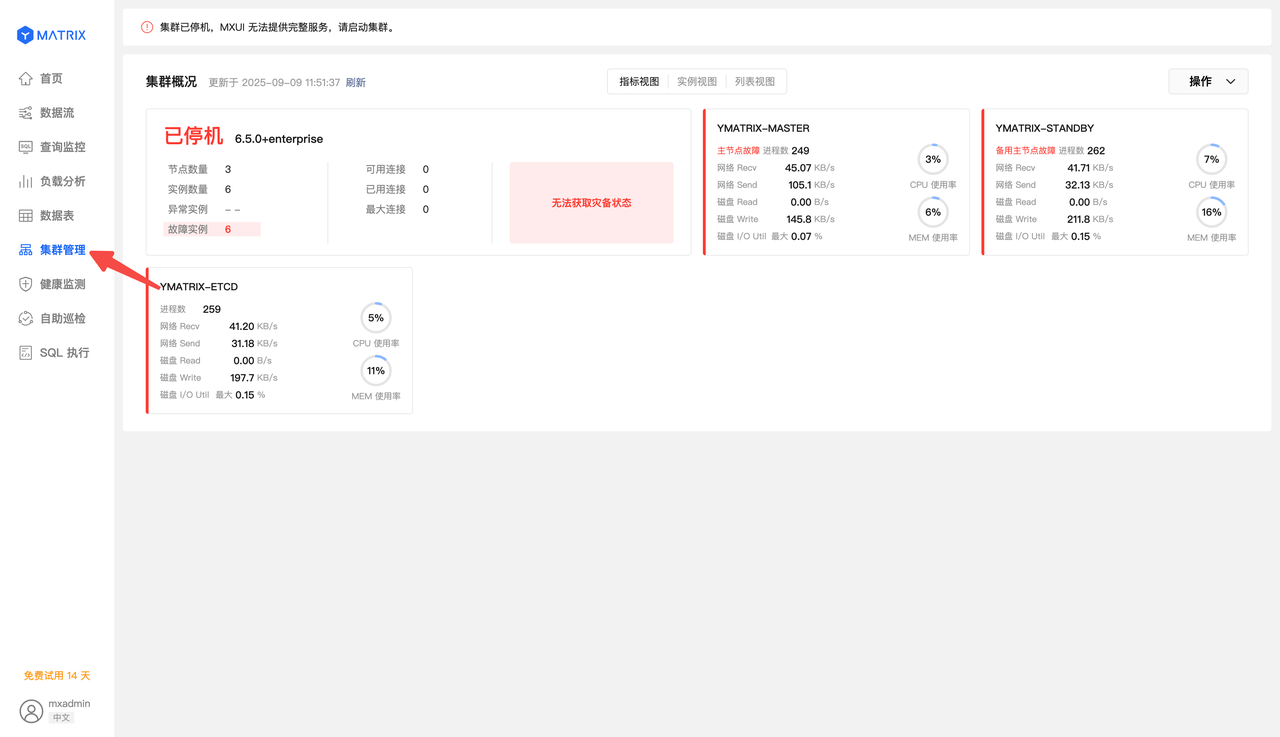 YMATRIX
首页
数据流
查询监控
负载分析
数据表
集群管理
健康监测
自助巡检
SQL 执行
免费试用 14 天
mxadmin
中文
集群已停机，MXUI 无法提供完整服务，请启动集群。
集群概况 更新于 2025-09-09 11:51:37 刷新
指标视图 实例视图 列表视图
操作
已停机 6.5.0+enterprise
节点数量 3
实例数量 6
异常实例 – –
故障实例 6
可用连接 0
已用连接 0
最大连接 0
无法获取灾备状态
YMATRIX-MASTER
主节点故障 进程数 249
网络 Recv 45.07 KB/s
网络 Send 105.1 KB/s
磁盘 Read 0.00 B/s
磁盘 Write 145.8 KB/s
磁盘 I/O Util 最大 0.07 %
3%
CPU 使用率
6%
MEM 使用率
YMATRIX-STANDBY
备用主节点故障 进程数 262
网络 Recv 41.71 KB/s
网络 Send 32.13 KB/s
磁盘 Read 0.00 B/s
磁盘 Write 211.8 KB/s
磁盘 I/O Util 最大 0.15 %
7%
CPU 使用率
16%
MEM 使用率
YMATRIX-ETCD
进程数 259
网络 Recv 41.20 KB/s
网络 Send 31.18 KB/s
磁盘 Read 0.00 B/s
磁盘 Write 197.7 KB/s
磁盘 I/O Util 最大 0.15 %
5%
CPU 使用率
11%
MEM 使用率